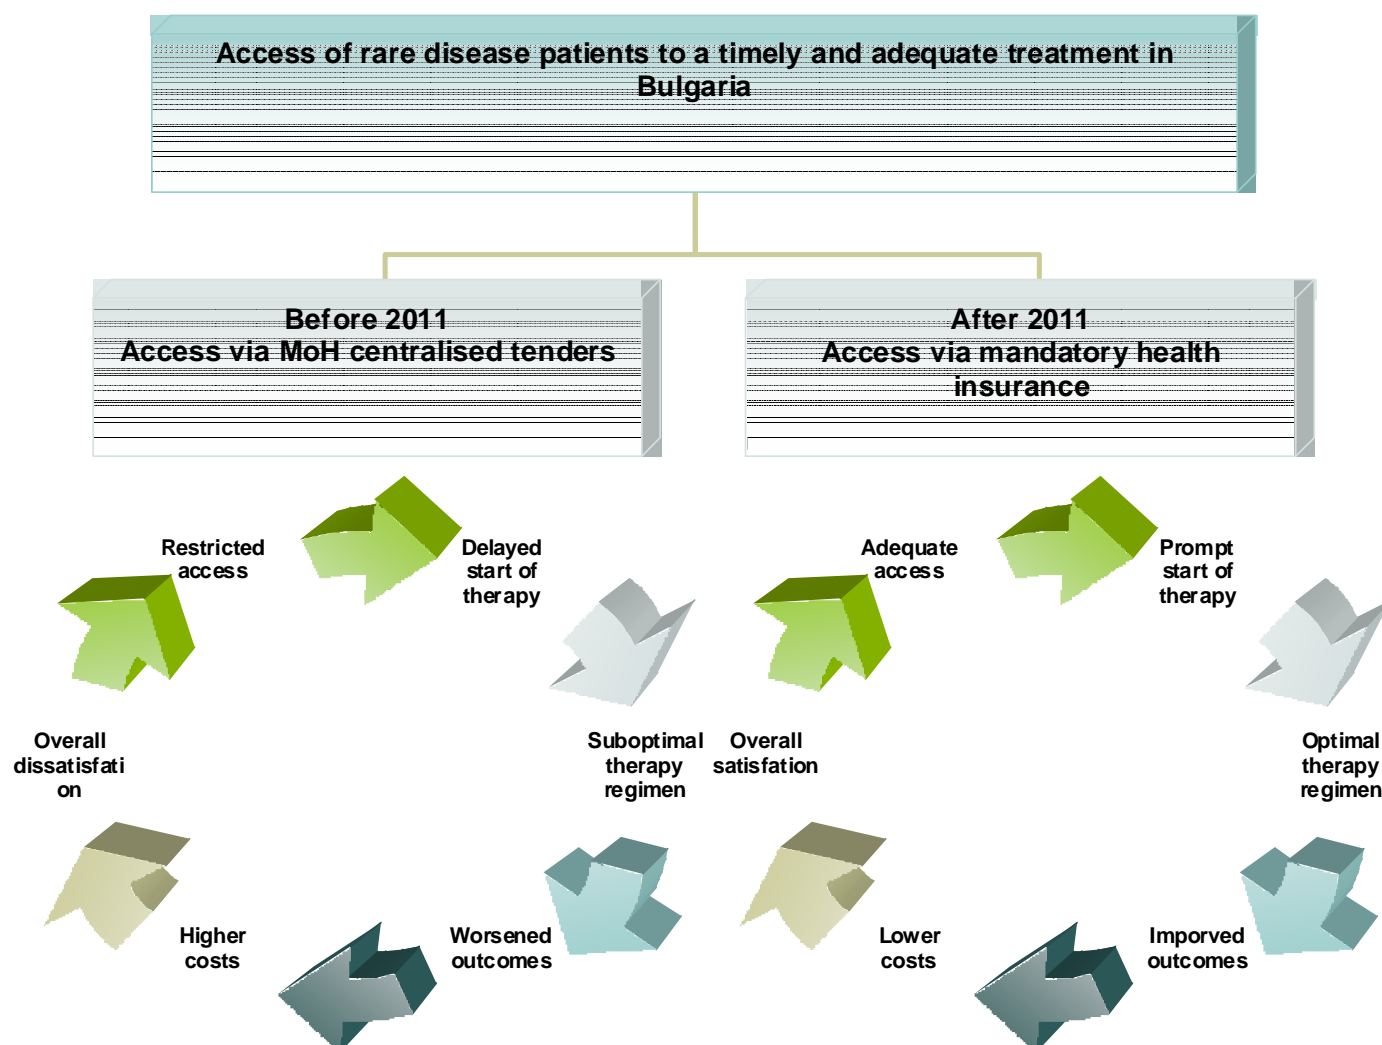 Access of rare disease patients to a timely and adequate treatment in
Bulgaria
Before 2011
Access via MoH centralised tenders
After 2011
Access via mandatory health
insurance
Restricted
access
Delayed
start of
therapy
Suboptimal
therapy
regimen
Worsened
outcomes
Higher
costs
Overall
dissatisfati
on
Adequate
access
Prompt
start of
therapy
Optimal
therapy
regimen
Imporved
outcomes
Lower
costs
Overall
satisfation